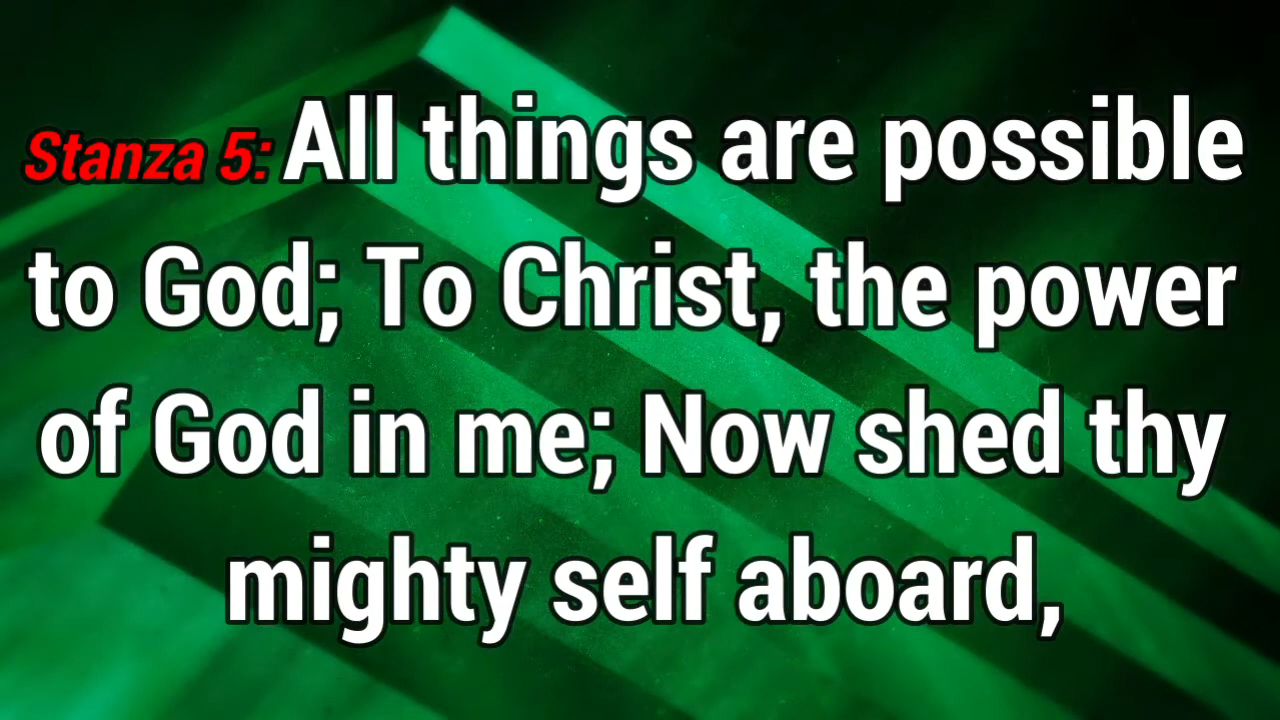 Stanza 5: All things are possible
to God; To Christ, the power
of God in me; Now shed thy
mighty self aboard,